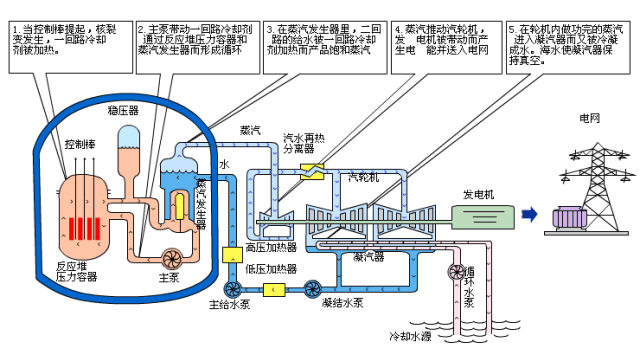 1.当控制棒提起，核裂
变发生，一回路冷却
剂被加热。
2.主泵带动一回路冷却剂
通过反应堆压力容器和
蒸汽发生器而形成循环
3.在蒸汽发生器里，二回
路的给水被一回路冷却
剂加热而产品饱和蒸汽
4.蒸汽推动汽轮机，
发 电机被带动而产
生电 能并送入电网
5.在轮机内做功完的蒸汽
进入凝汽器而又被冷凝
成水。海水使凝汽器保
持真空。
稳压器
控制棒
蒸汽
水
汽水再热
分离器
汽轮机
发电机
电网
蒸汽发生器
高压加热器
低压加热器
凝汽器
反应堆
压力容器
主泵
主给水泵
凝结水泵
循环水泵
冷却水源